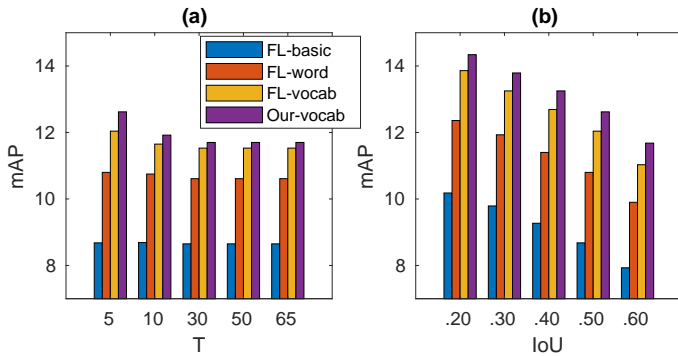 (a)
14
12
10
8
mAP
5 10 30 50 65
T
FL-basic
FL-word
FL-vocab
Our-vocab
(b)
14
12
10
8
mAP
.20 .30 .40 .50 .60
IoU